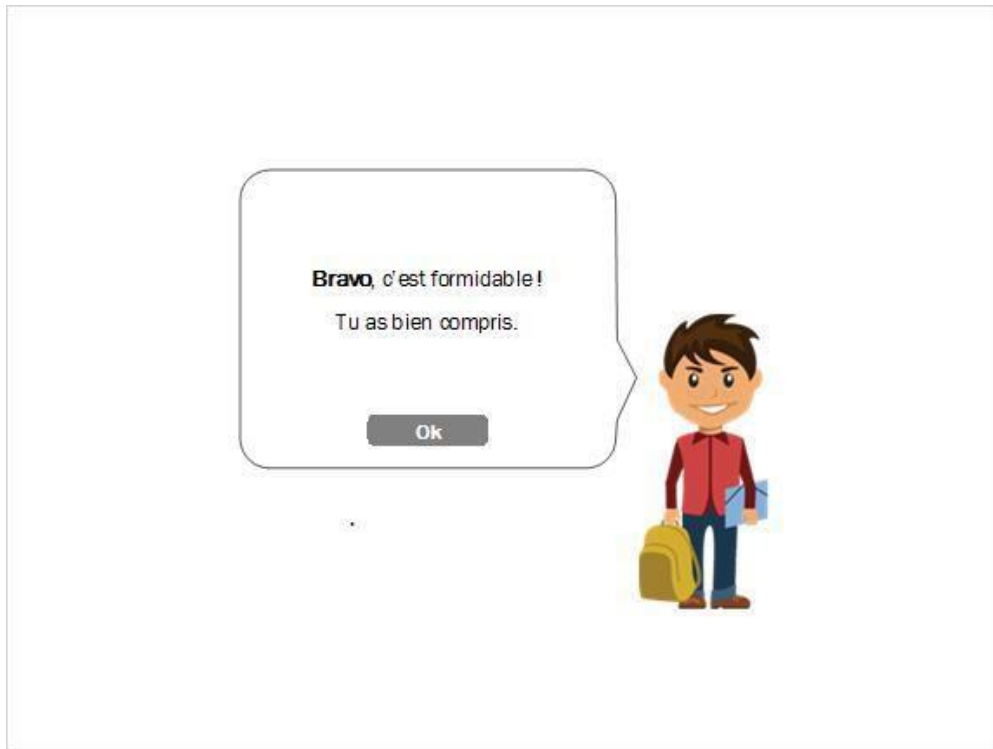 Bravo, c'est formidable !
Tu as bien compris.
Ok
.